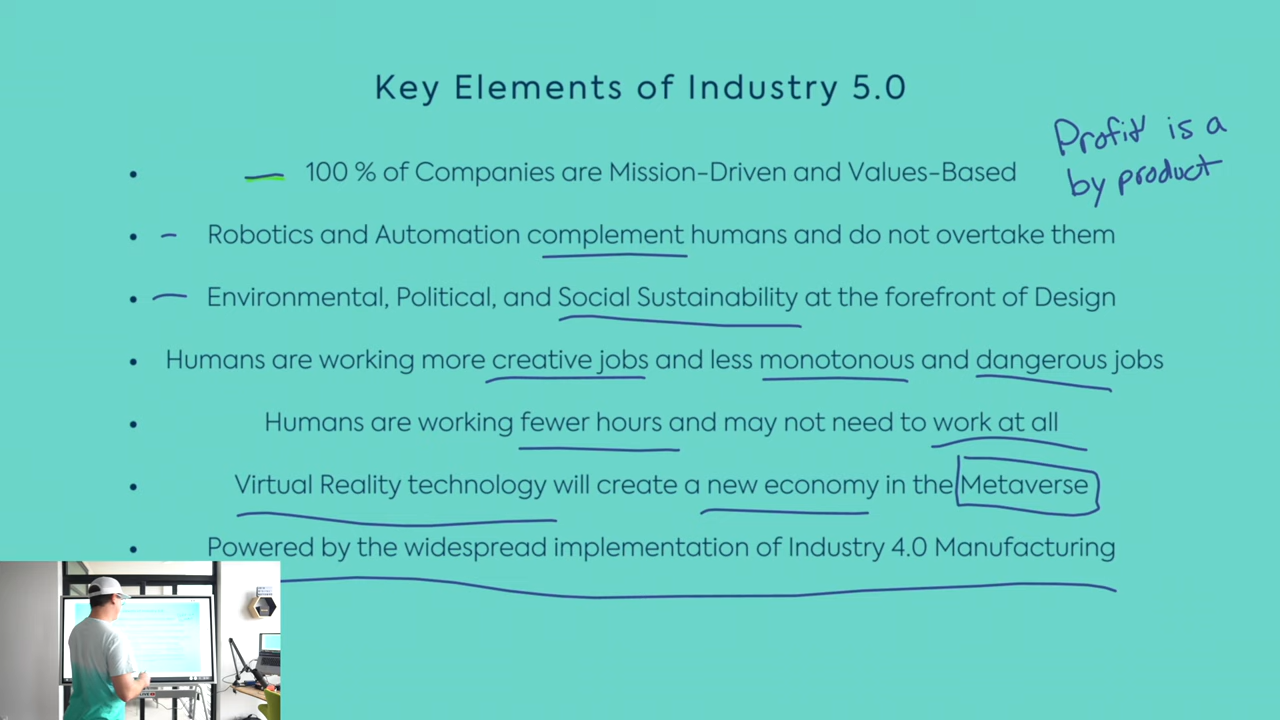 Key Elements of Industry 5.0
Profit is a
by product
100 % of Companies are Mission-Driven and Values-Based
Robotics and Automation complement humans and do not overtake them
Environmental, Political, and Social Sustainability at the forefront of Design
Humans are working more creative jobs and less monotonous and dangerous jobs
Humans are working fewer hours and may not need to work at all
Virtual Reality technology will create a new economy in the Metaverse
Powered by the widespread implementation of Industry 4.0 Manufacturing